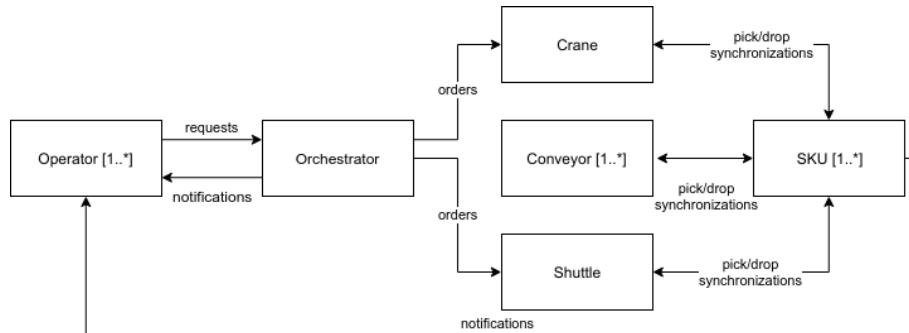 Crane
pick/drop
synchronizations
orders
requests
Operator [1..*]
Orchestrator
Conveyor [1..*]
SKU [1..*]
notifications
pick/drop
synchronizations
orders
Shuttle
pick/drop
synchronizations
notifications